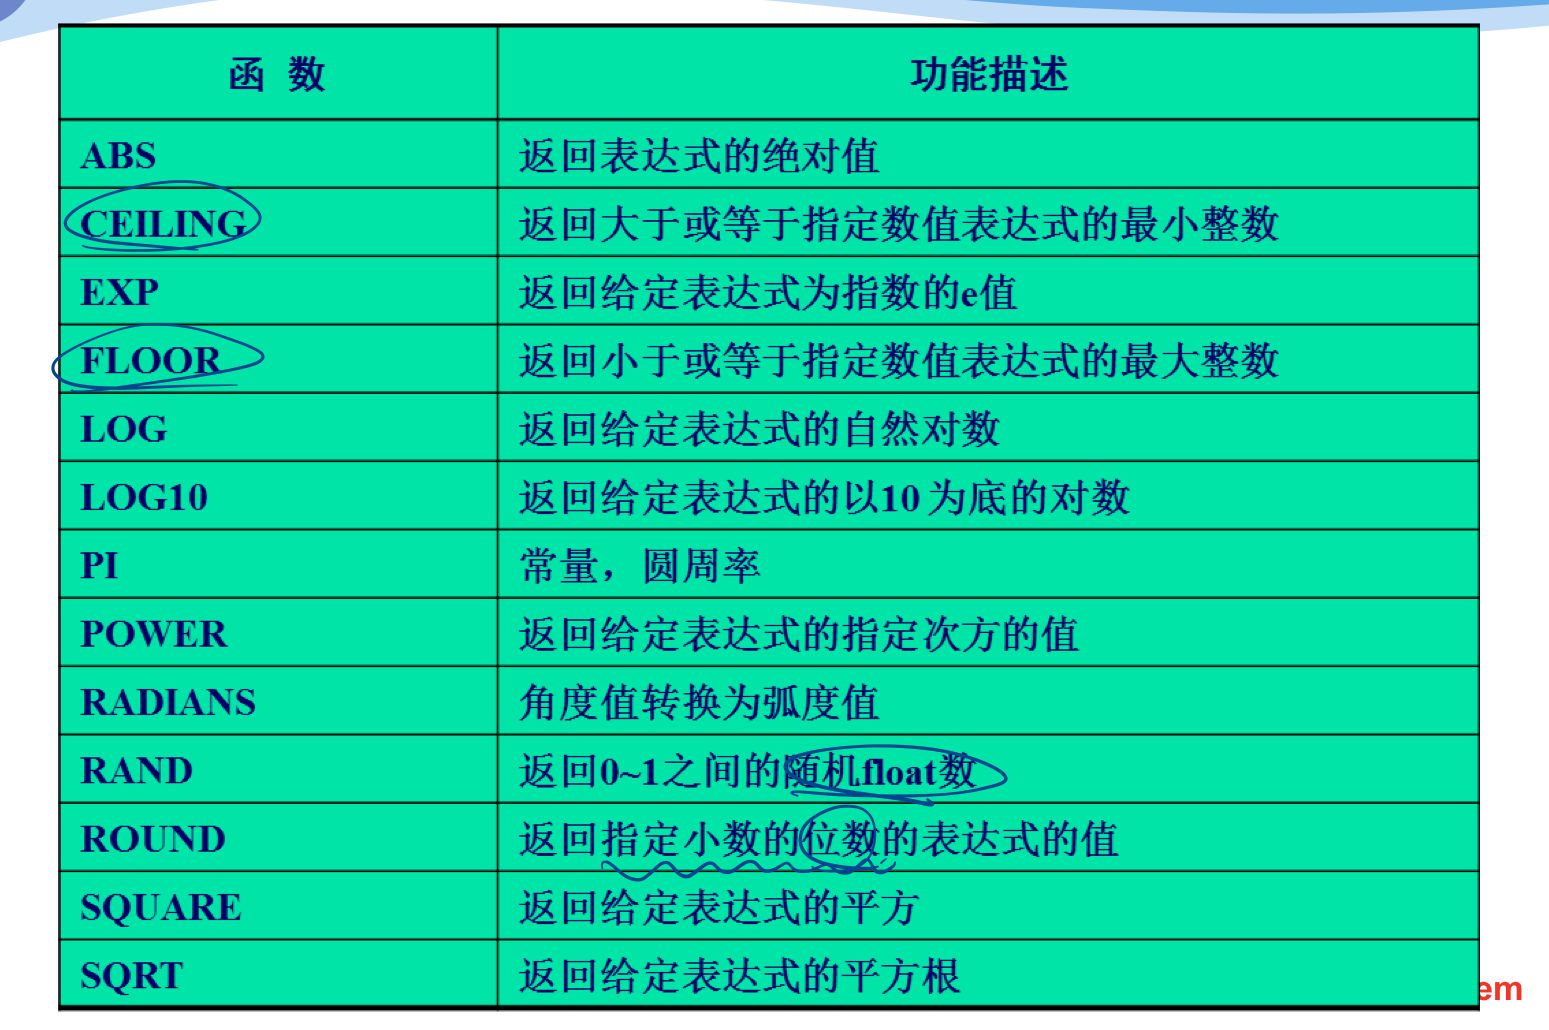 函 数 功能描述
ABS 返回表达式的绝对值
CEILING 返回大于或等于指定数值表达式的最小整数
EXP 返回给定表达式为指数的e值
FLOOR 返回小于或等于指定数值表达式的最大整数
LOG 返回给定表达式的自然对数
LOG10 返回给定表达式的以10为底的对数
PI 常量，圆周率
POWER 返回给定表达式的指定次方的值
RADIANS 角度值转换为弧度值
RAND 返回0~1之间的随机float数
ROUND 返回指定小数的位数的表达式的值
SQUARE 返回给定表达式的平方
SQRT 返回给定表达式的平方根
em